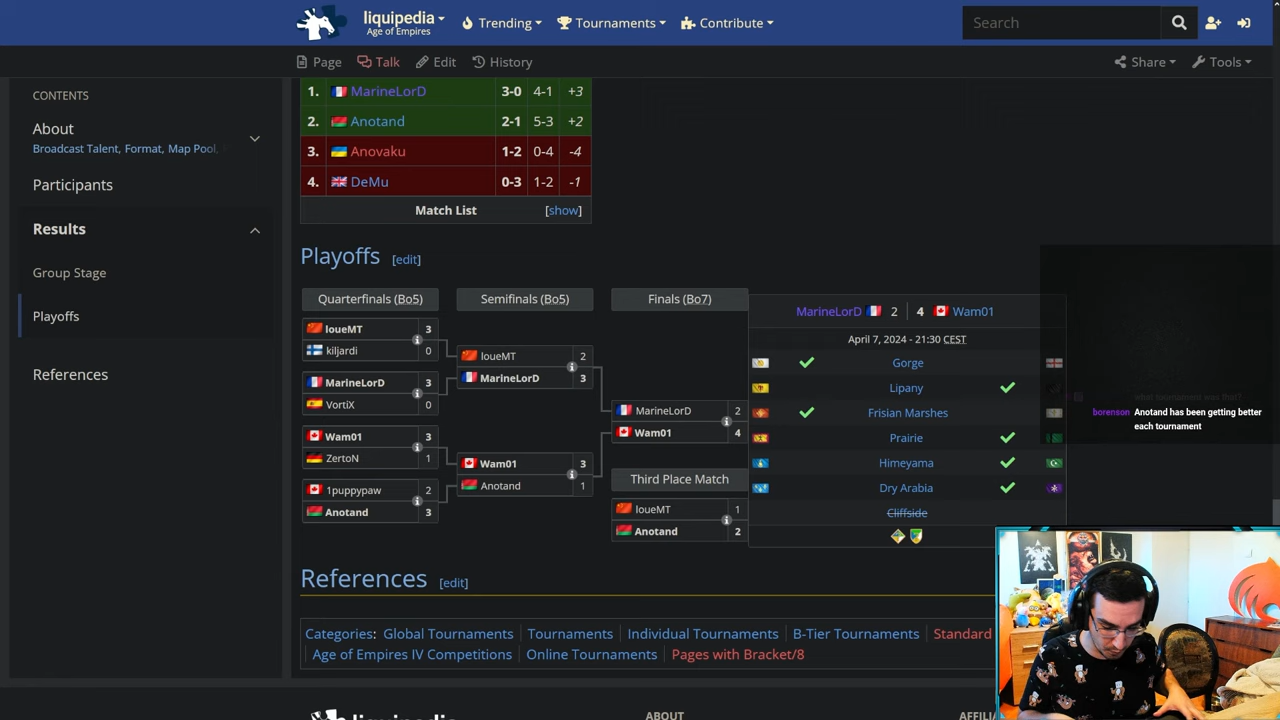 liquipedia
Age of Empires
Trending
Tournaments
Contribute
Search
Page
Talk
Edit
History
Share
Tools
CONTENTS
About
Broadcast Talent, Format, Map Pool,
Participants
Results
Group Stage
Playoffs
References
1. MarineLorD 3-0 4-1 +3
2. Anotand 2-1 5-3 +2
3. Anovaku 1-2 0-4 -4
4. DeMu 0-3 1-2 -1
Match List [show]
Playoffs [edit]
Quarterfinals (Bo5)
loueMT 3
kiljardi 0
MarineLorD 3
VortiX 0
Wam01 3
ZertoN 1
1puppypaw 2
Anotand 3
Semifinals (Bo5)
loueMT 2
MarineLorD 3
Wam01 3
Anotand 1
Finals (Bo7)
MarineLorD 2
Wam01 4
Third Place Match
loueMT 1
Anotand 2
MarineLorD 2 4 Wam01
April 7, 2024 - 21:30 CEST
Gorge
Lipany
Frisian Marshes
Prairie
Himeyama
Dry Arabia
Cliffside
what tournament was that?
borenson Anotand has been getting better
each tournament
References [edit]
Categories: Global Tournaments Tournaments Individual Tournaments B-Tier Tournaments Standard
Age of Empires IV Competitions Online Tournaments Pages with Bracket/8
liquipedia
ABOUT
AFFILI